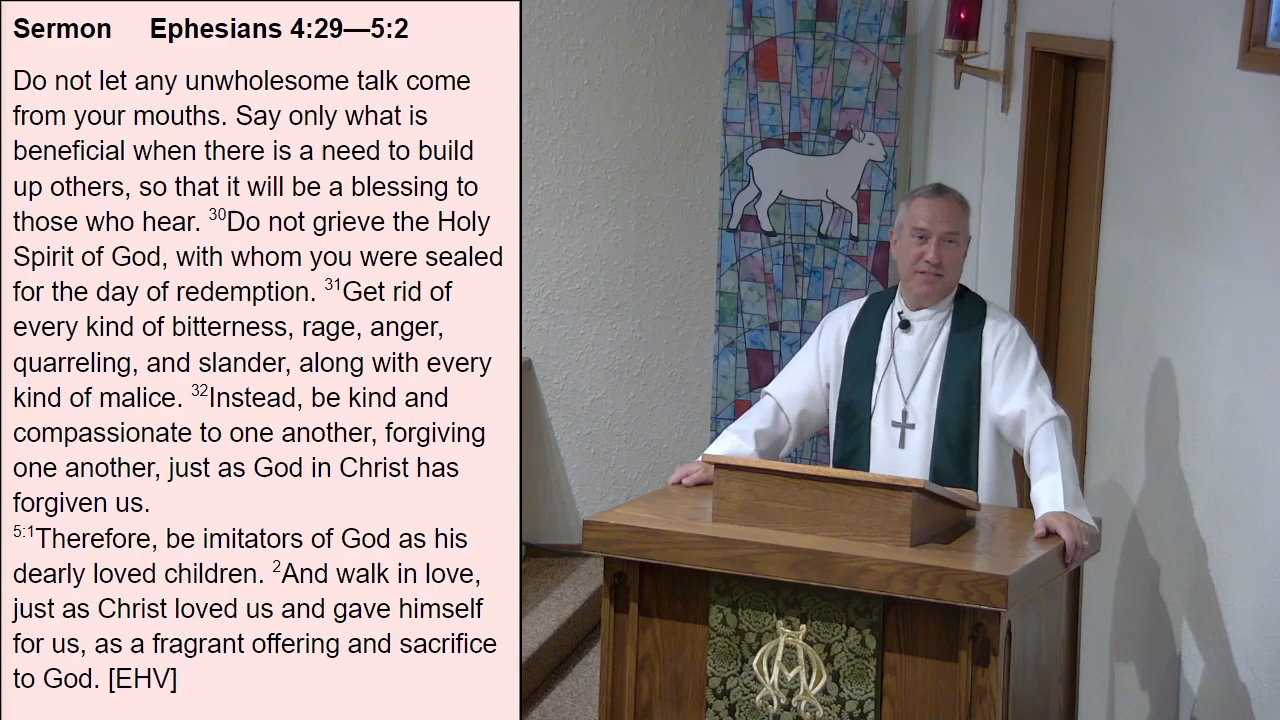 Sermon Ephesians 4:29—5:2
Do not let any unwholesome talk come
from your mouths. Say only what is
beneficial when there is a need to build
up others, so that it will be a blessing to
those who hear. 30Do not grieve the Holy
Spirit of God, with whom you were sealed
for the day of redemption. 31Get rid of
every kind of bitterness, rage, anger,
quarreling, and slander, along with every
kind of malice. 32Instead, be kind and
compassionate to one another, forgiving
one another, just as God in Christ has
forgiven us.
5:1Therefore, be imitators of God as his
dearly loved children. 2And walk in love,
just as Christ loved us and gave himself
for us, as a fragrant offering and sacrifice
to God. [EHV]